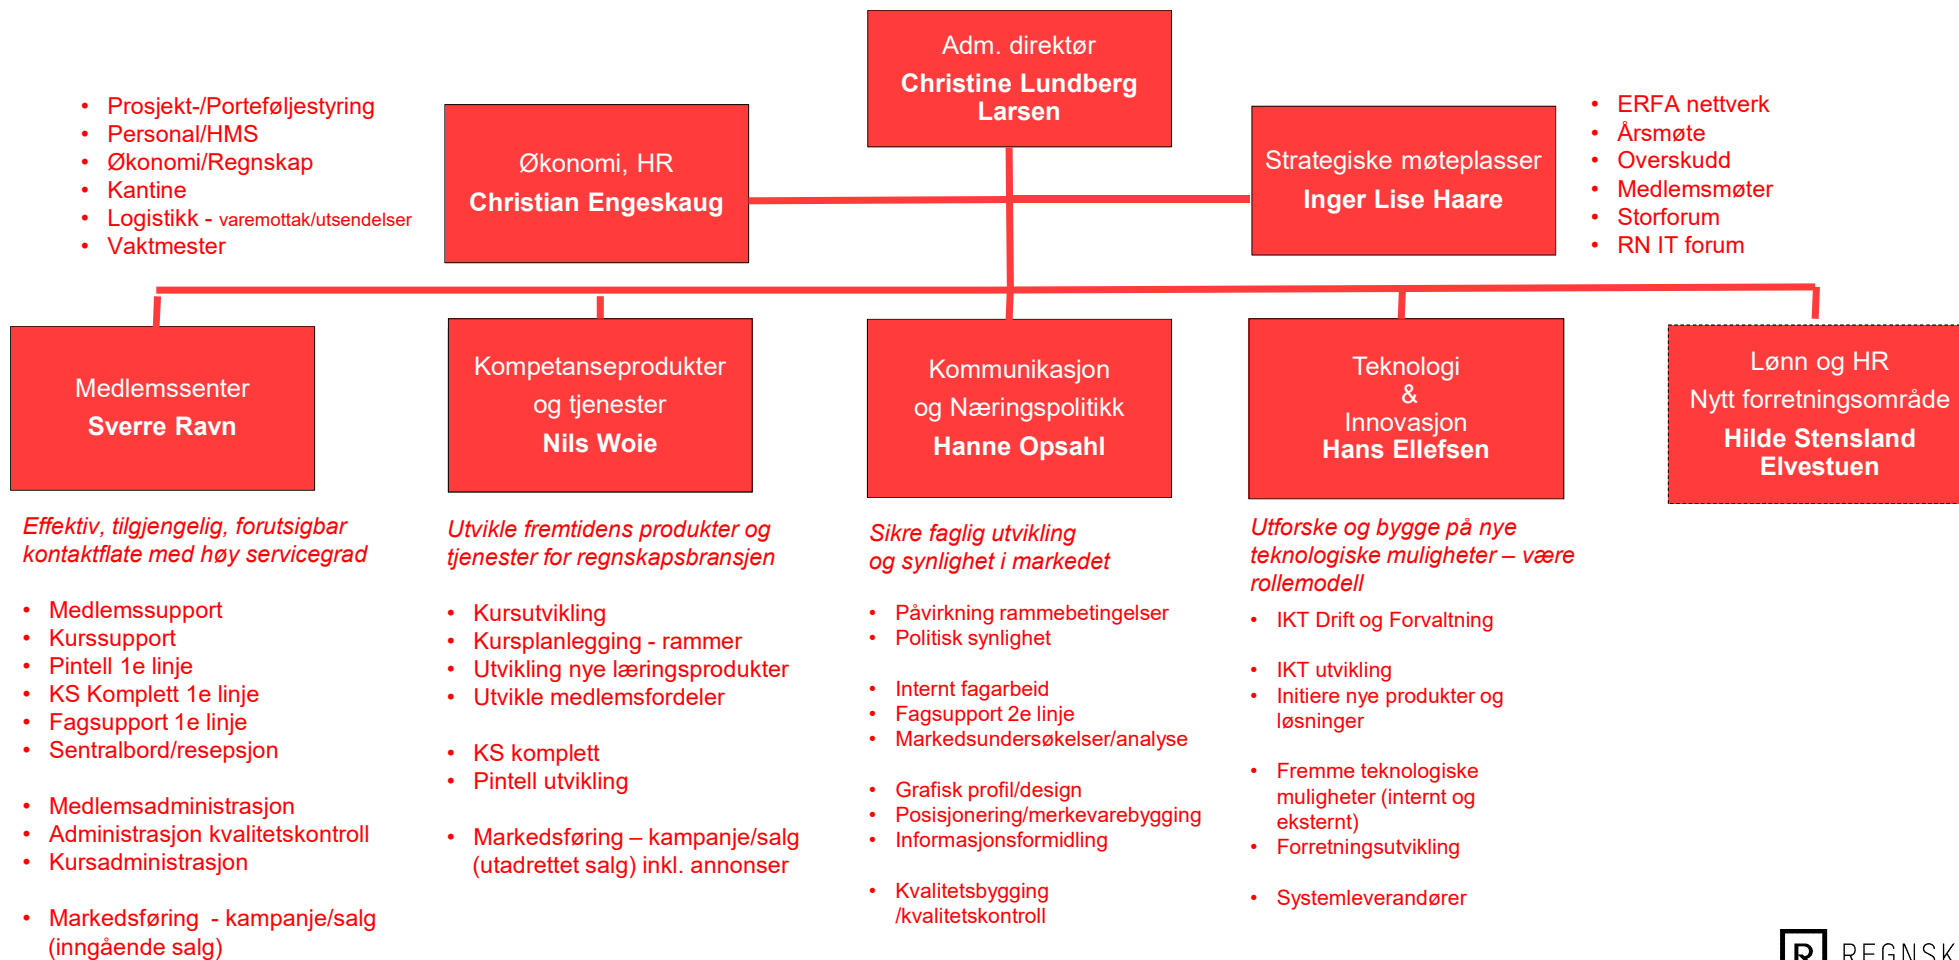 Adm. direktør
Christine Lundberg
Larsen
• Prosjekt-/Porteføljestyring
• Personal/HMS
• Økonomi/Regnskap
• Kantine
• Logistikk - varemottak/utsendelser
• Vaktmester
Økonomi, HR
Christian Engeskaug
Strategiske møteplasser
Inger Lise Haare
• ERFA nettverk
• Årsmøte
• Overskudd
• Medlemsmøter
• Storforum
• RN IT forum
Medlemssenter
Sverre Ravn
Effektiv, tilgjengelig, forutsigbar
kontaktflate med høy servicegrad
• Medlemssupport
• Kurssupport
• Pintell 1e linje
• KS Komplett 1e linje
• Fagsupport 1e linje
• Sentralbord/resepsjon
• Medlemsadministrasjon
• Administrasjon kvalitetskontroll
• Kursadministrasjon
• Markedsføring - kampanje/salg
(inngående salg)
Kompetanseprodukter
og tjenester
Nils Woie
Utvikle fremtidens produkter og
tjenester for regnskapsbransjen
• Kursutvikling
• Kursplanlegging - rammer
• Utvikling nye læringsprodukter
• Utvikle medlemsfordeler
• KS komplett
• Pintell utvikling
• Markedsføring – kampanje/salg
(utadrettet salg) inkl. annonser
Kommunikasjon
og Næringspolitikk
Hanne Opsahl
Sikre faglig utvikling
og synlighet i markedet
• Påvirkning rammebetingelser
• Politisk synlighet
• Internt fagarbeid
• Fagsupport 2e linje
• Markedsundersøkelser/analyse
• Grafisk profil/design
• Posisjonering/merkevarebygging
• Informasjonsformidling
• Kvalitetsbygging
/kvalitetskontroll
Teknologi
&
Innovasjon
Hans Ellefsen
Utforske og bygge på nye
teknologiske muligheter – være
rollemodell
• IKT Drift og Forvaltning
• IKT utvikling
• Initiere nye produkter og
løsninger
• Fremme teknologiske
muligheter (internt og
eksternt)
• Forretningsutvikling
• Systemleverandører
Lønn og HR
Nytt forretningsområde
Hilde Stensland
Elvestuen
R REGNSK